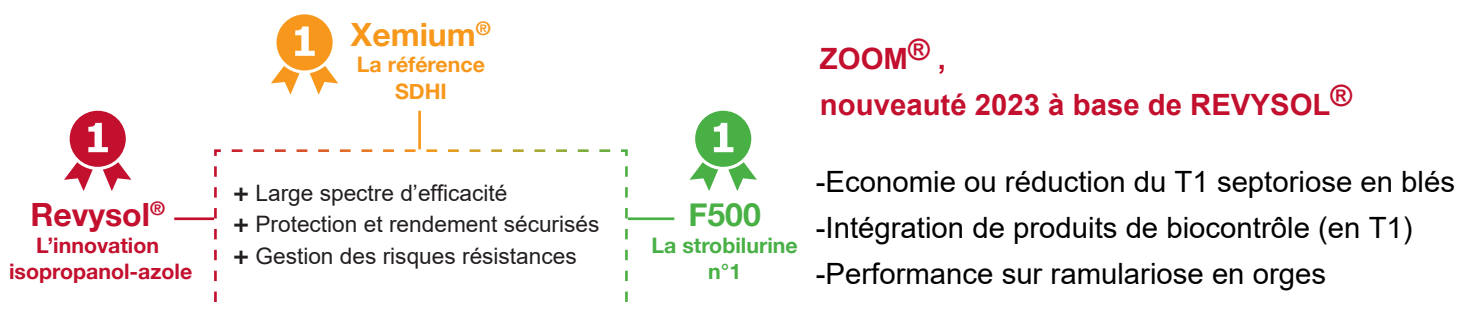 1
Xemium®
La référence
SDHI
1
Revysol®
L’innovation
isopropanol-azole
+ Large spectre d’efficacité
+ Protection et rendement sécurisés
+ Gestion des risques résistances
1
F500
La strobilurine
n°1
ZOOM® ,
nouveauté 2023 à base de REVYSOL®
-Economie ou réduction du T1 septoriose en blés
-Intégration de produits de biocontrôle (en T1)
-Performance sur ramulariose en orges